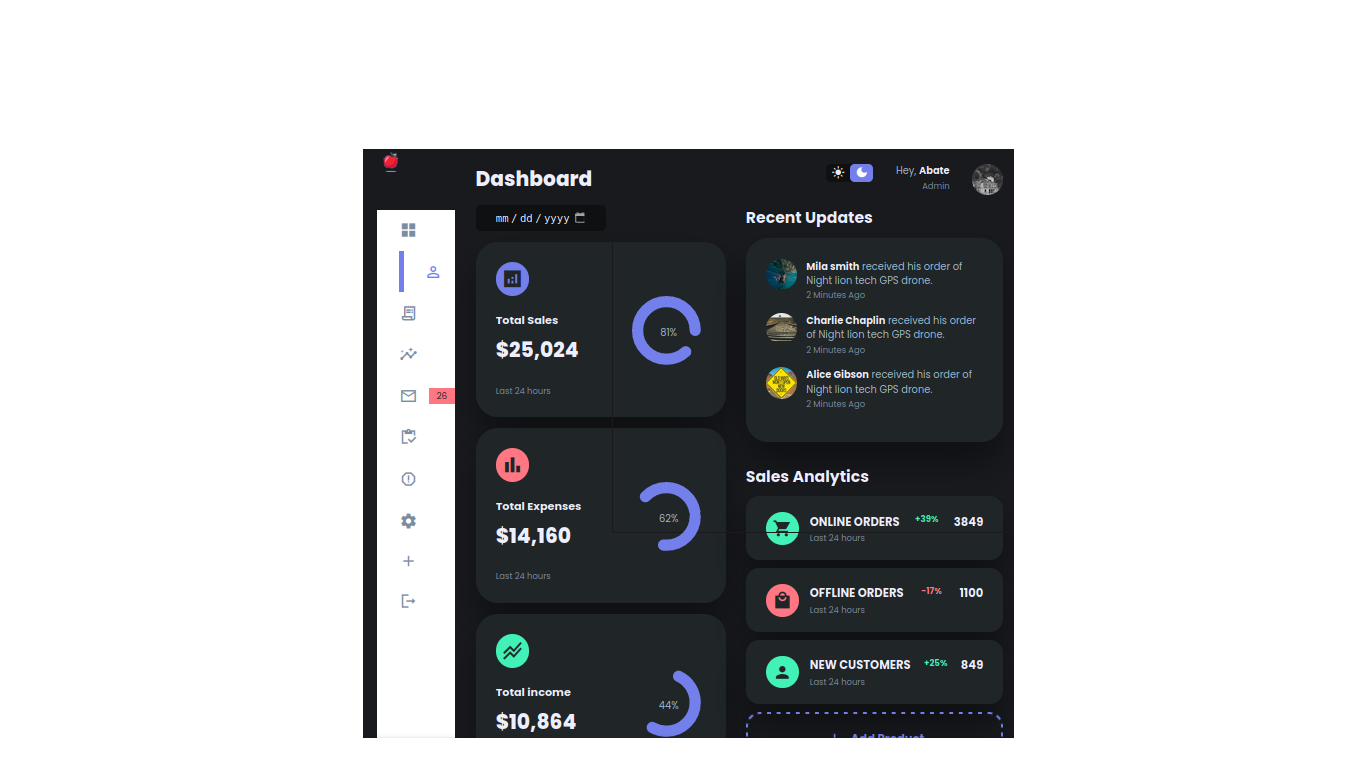 Dashboard
Hey, Abate
Admin
mm / dd / yyyy
26
Total Sales
$25,024
81%
Last 24 hours
Total Expenses
$14,160
62%
Last 24 hours
Total income
$10,864
44%
Recent Updates
Mila smith received his order of
Night lion tech GPS drone.
2 Minutes Ago
Charlie Chaplin received his order
of Night lion tech GPS drone.
2 Minutes Ago
Alice Gibson received his order of
Night lion tech GPS drone.
2 Minutes Ago
Sales Analytics
ONLINE ORDERS +39% 3849
Last 24 hours
OFFLINE ORDERS -17% 1100
Last 24 hours
NEW CUSTOMERS +25% 849
Last 24 hours
Add Product